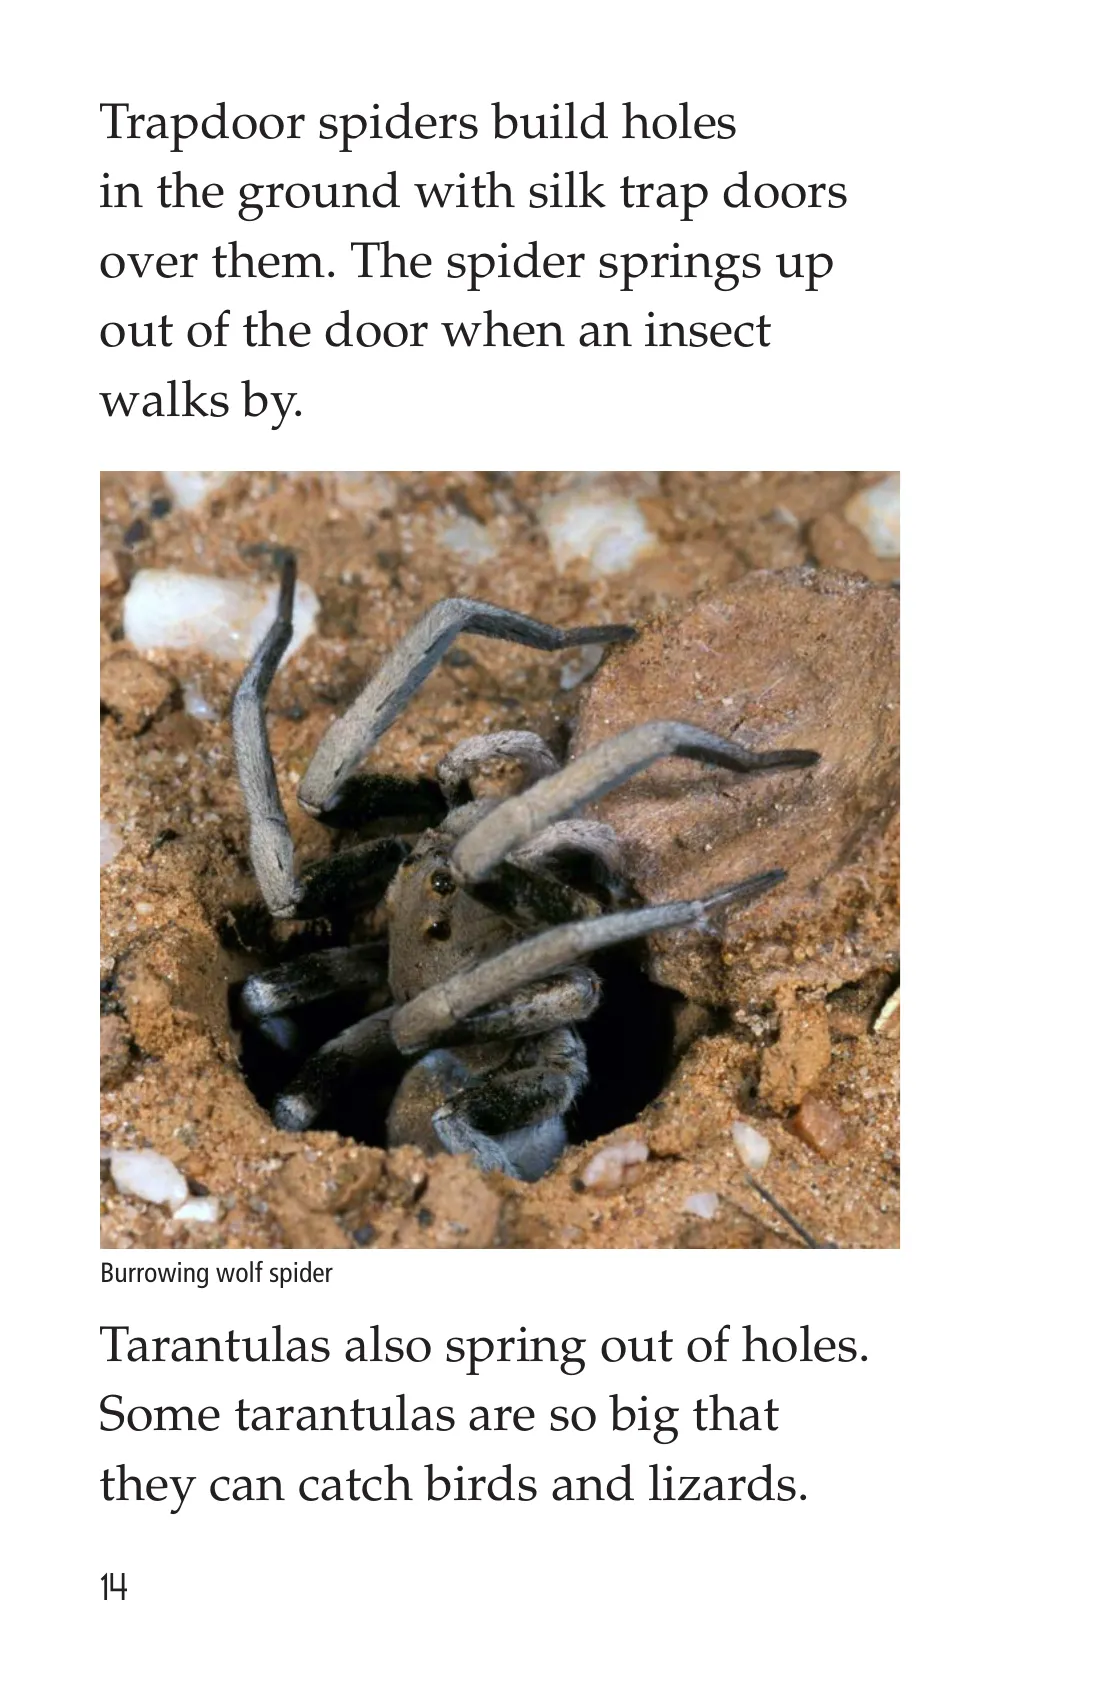 Trapdoor spiders build holes
in the ground with silk trap doors
over them. The spider springs up
out of the door when an insect
walks by.
Burrowing wolf spider
Tarantulas also spring out of holes.
Some tarantulas are so big that
they can catch birds and lizards.
14